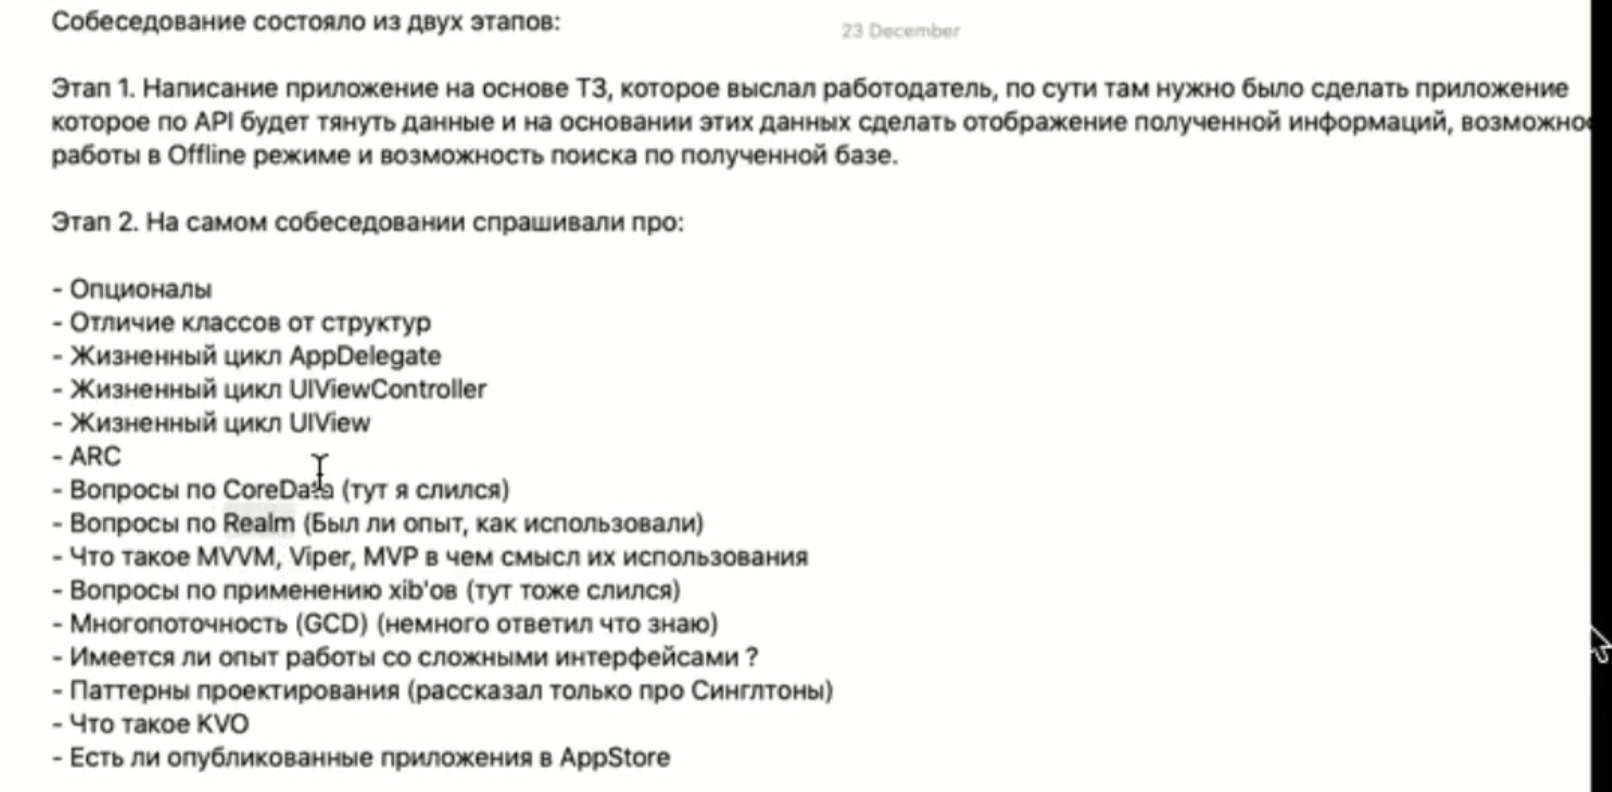 Собеседование состояло из двух этапов:
23 December
Этап 1. Написание приложение на основе ТЗ, которое выслал работодатель, по сути там нужно было сделать приложение
которое по API будет тянуть данные и на основании этих данных сделать отображение полученной информаций, возможно
работы в Offline режиме и возможность поиска по полученной базе.
Этап 2. На самом собеседовании спрашивали про:
- Опционалы
- Отличие классов от структур
- Жизненный цикл AppDelegate
- Жизненный цикл UIViewController
- Жизненный цикл UIView
- ARC
- Вопросы по CoreData (тут я слился)
- Вопросы по Realm (Был ли опыт, как использовали)
- Что такое MVVM, Viper, MVP в чем смысл их использования
- Вопросы по применению xib'ов (тут тоже слился)
- Многопоточность (GCD) (немного ответил что знаю)
- Имеется ли опыт работы со сложными интерфейсами ?
- Паттерны проектирования (рассказал только про Синглтоны)
- Что такое KVO
- Есть ли опубликованные приложения в AppStore